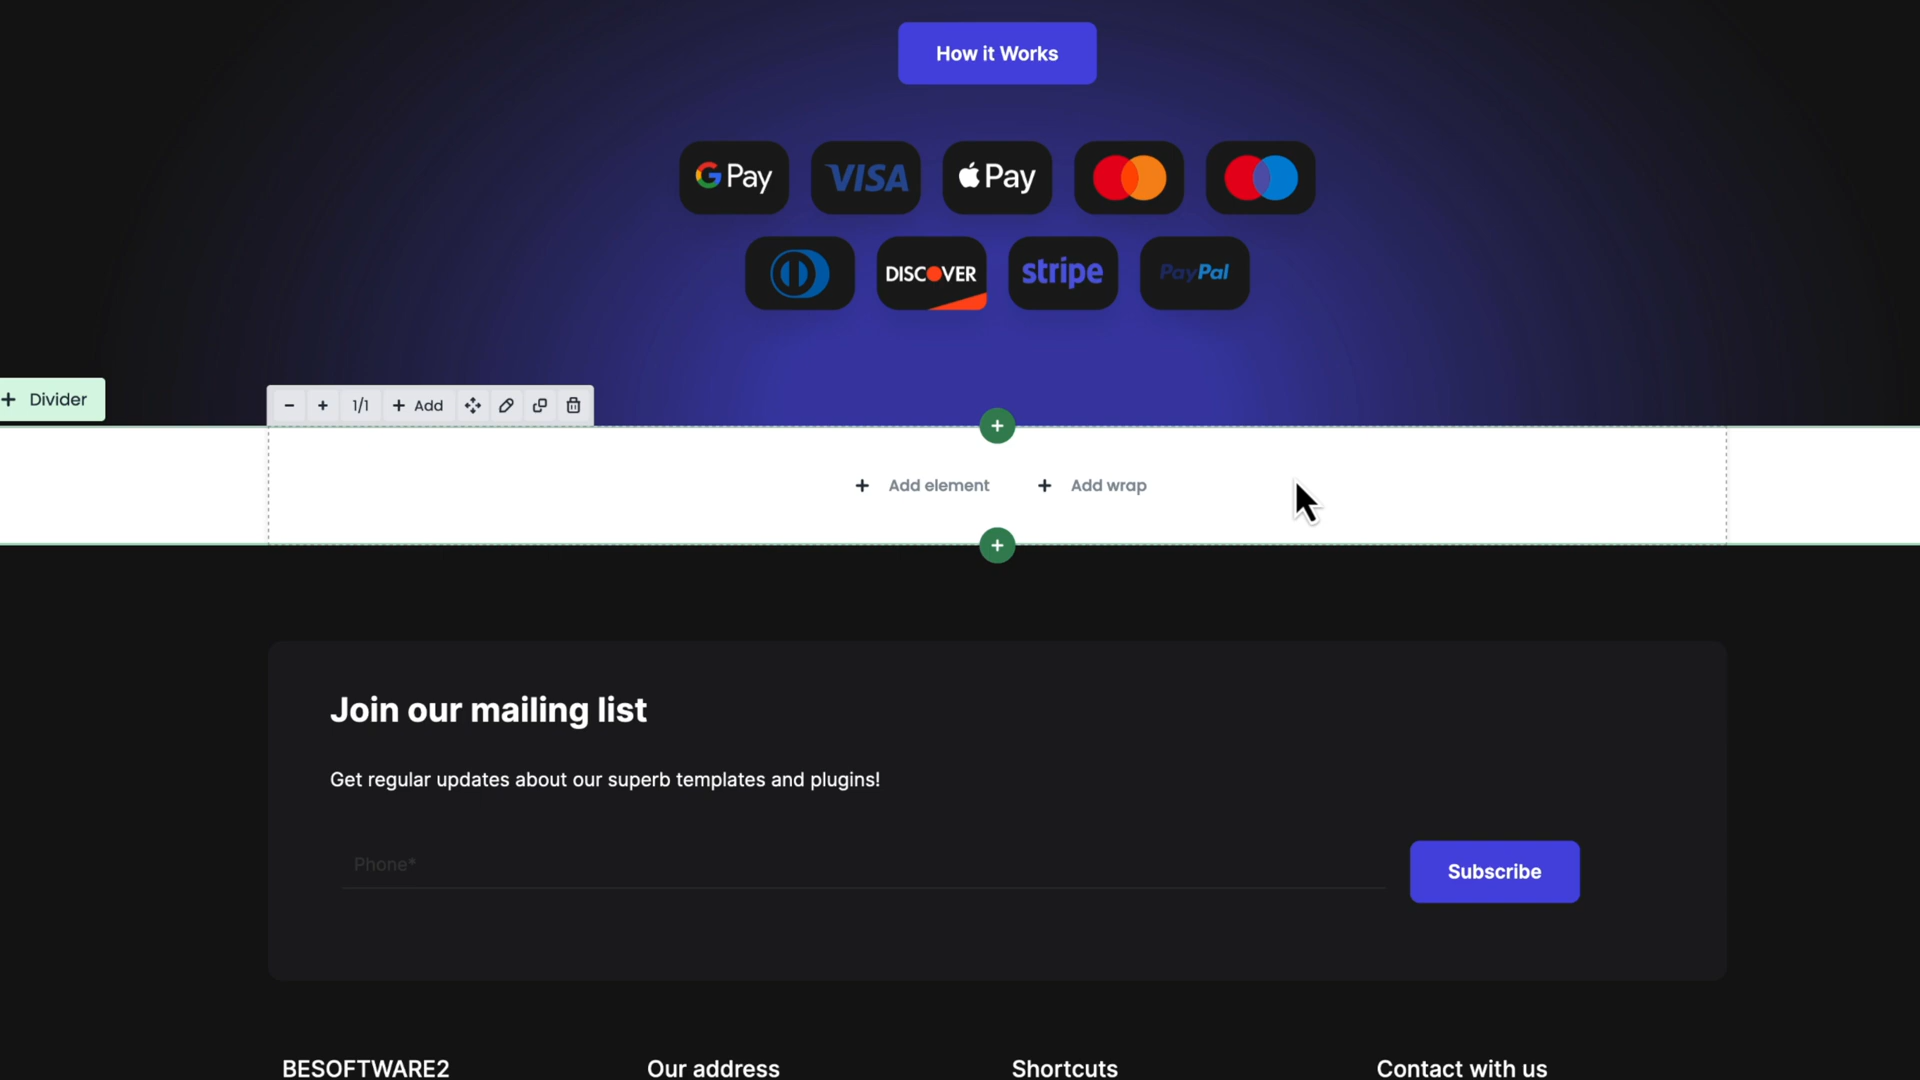 How it Works
G Pay VISA Pay
DISCOVER stripe PayPal
+ Divider
- + 1/1 + Add
+
+ Add element + Add wrap
+
Join our mailing list
Get regular updates about our superb templates and plugins!
Phone*
Subscribe
BESOFTWARE2 Our address Shortcuts Contact with us